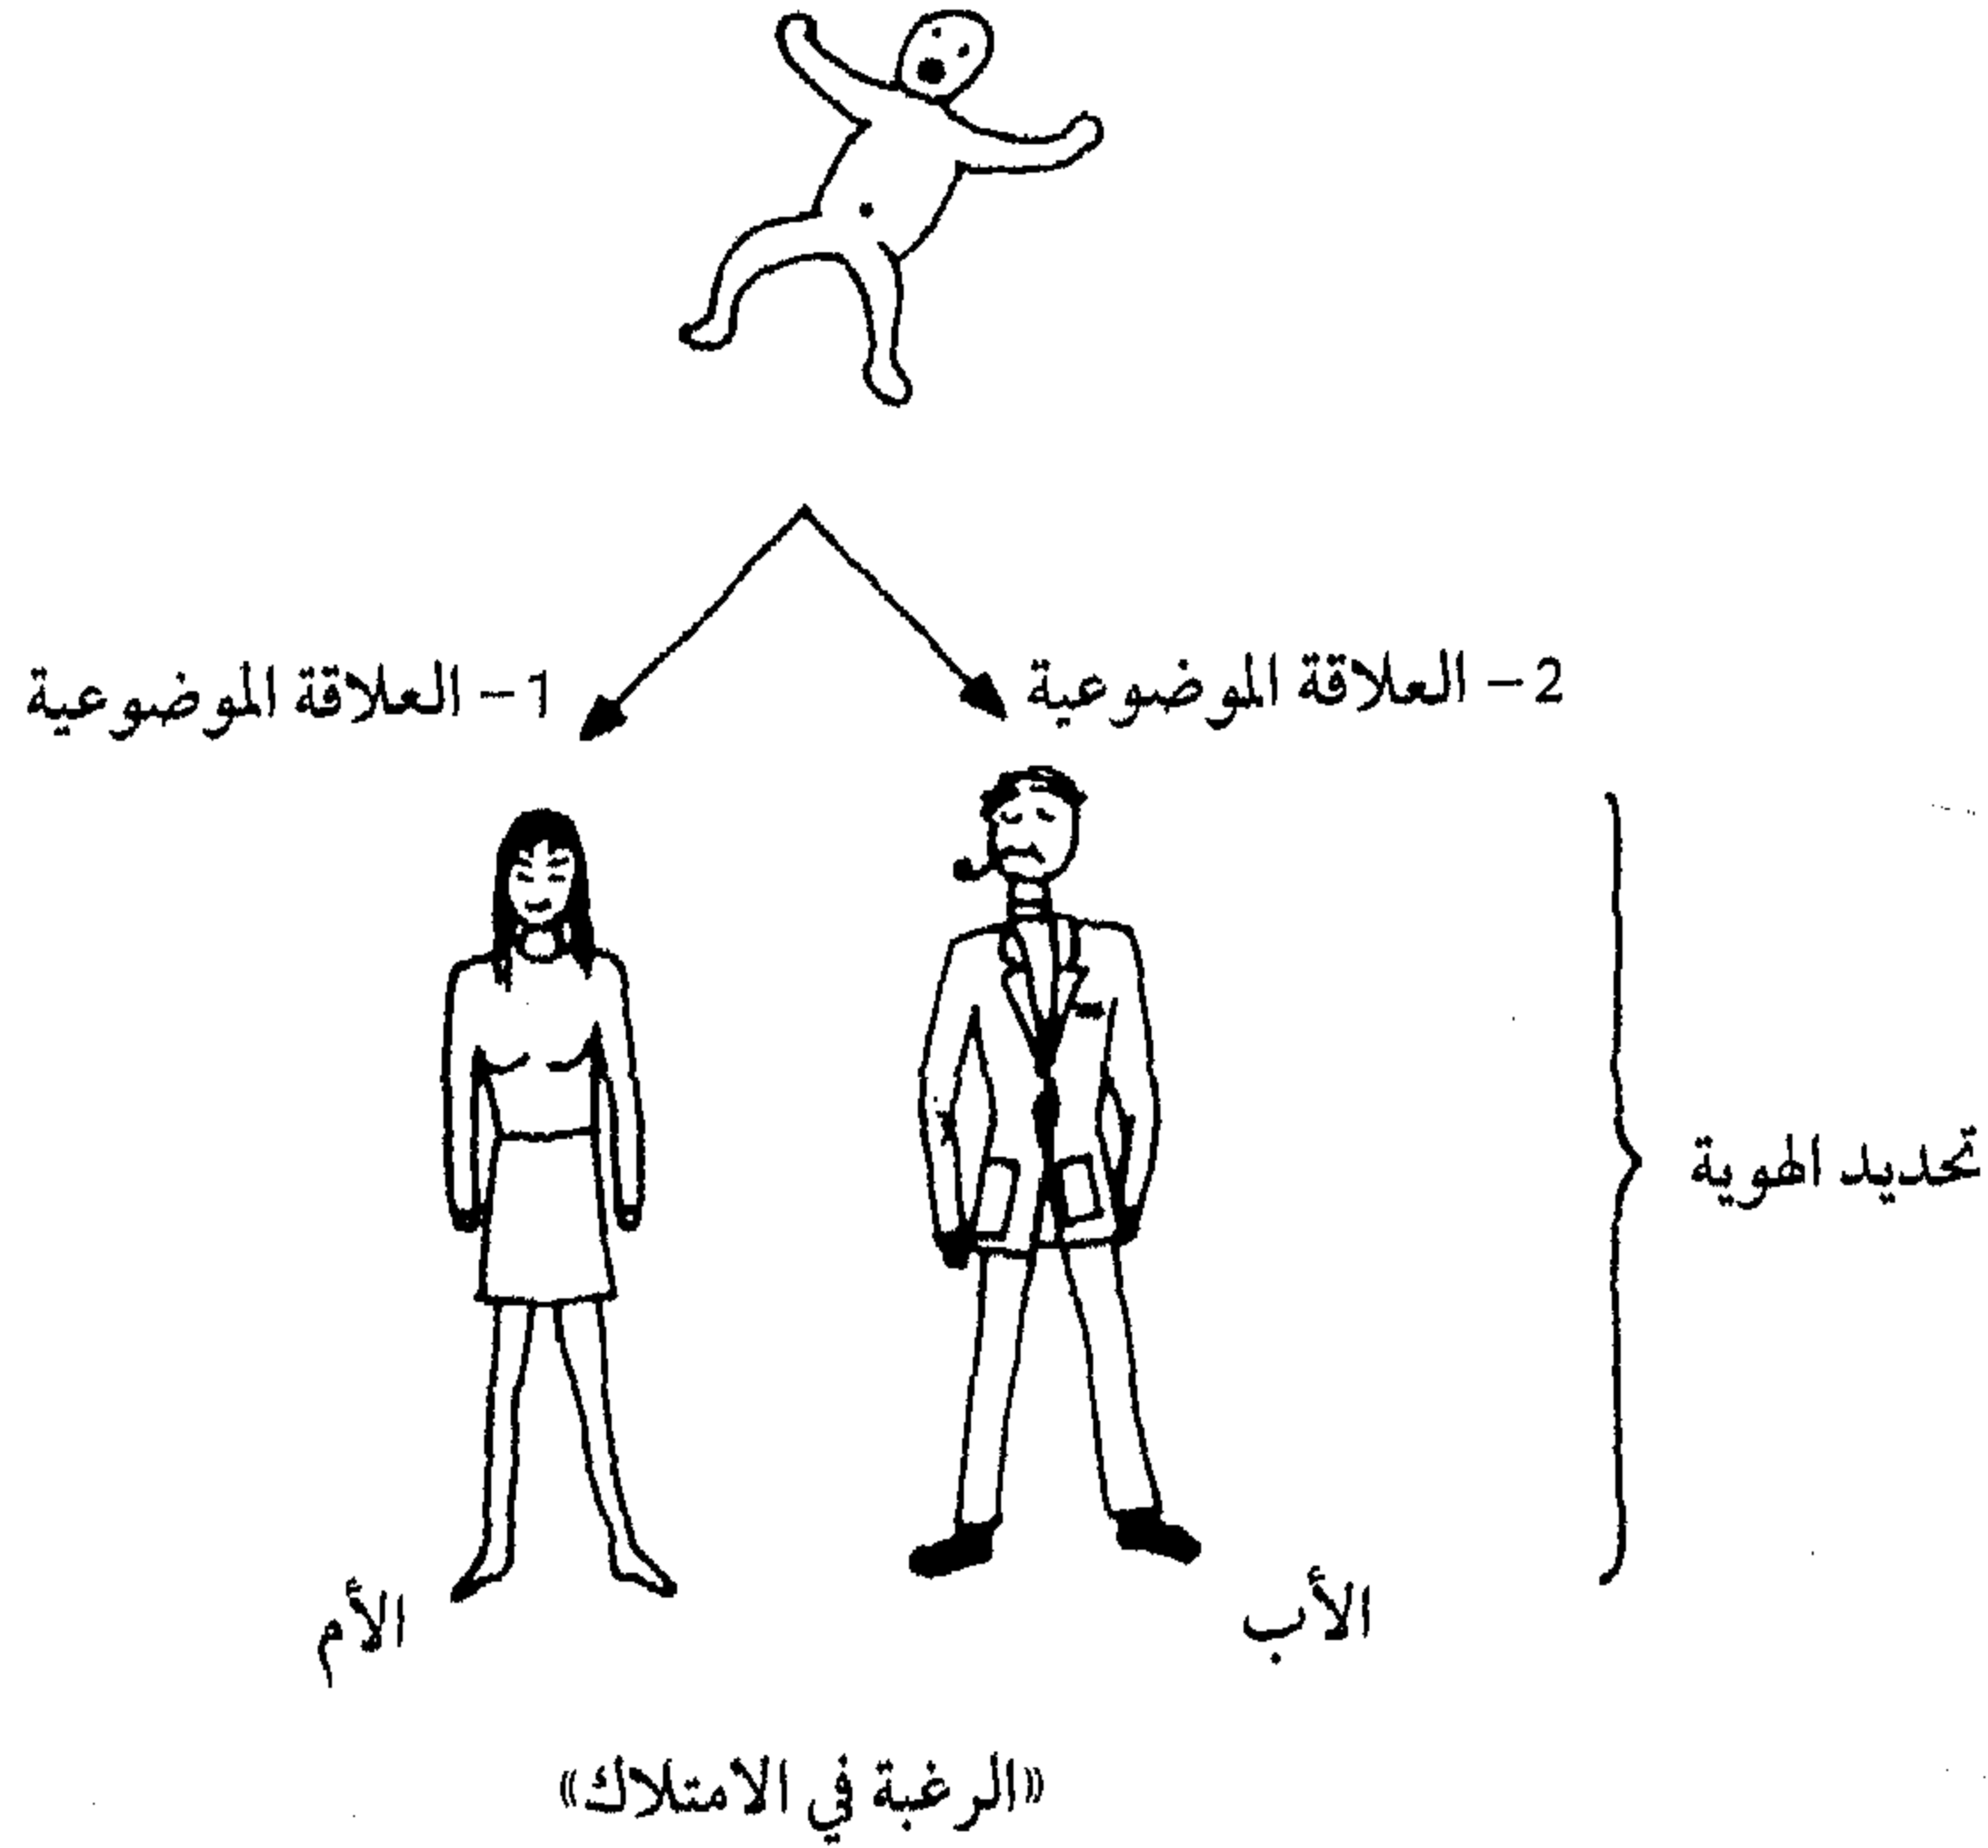 2 – العلاقة الموضوعية
1 – العلاقة الموضوعية
تحديد الهوية
الأب
الأم
«الرغبة في الامتلاك»